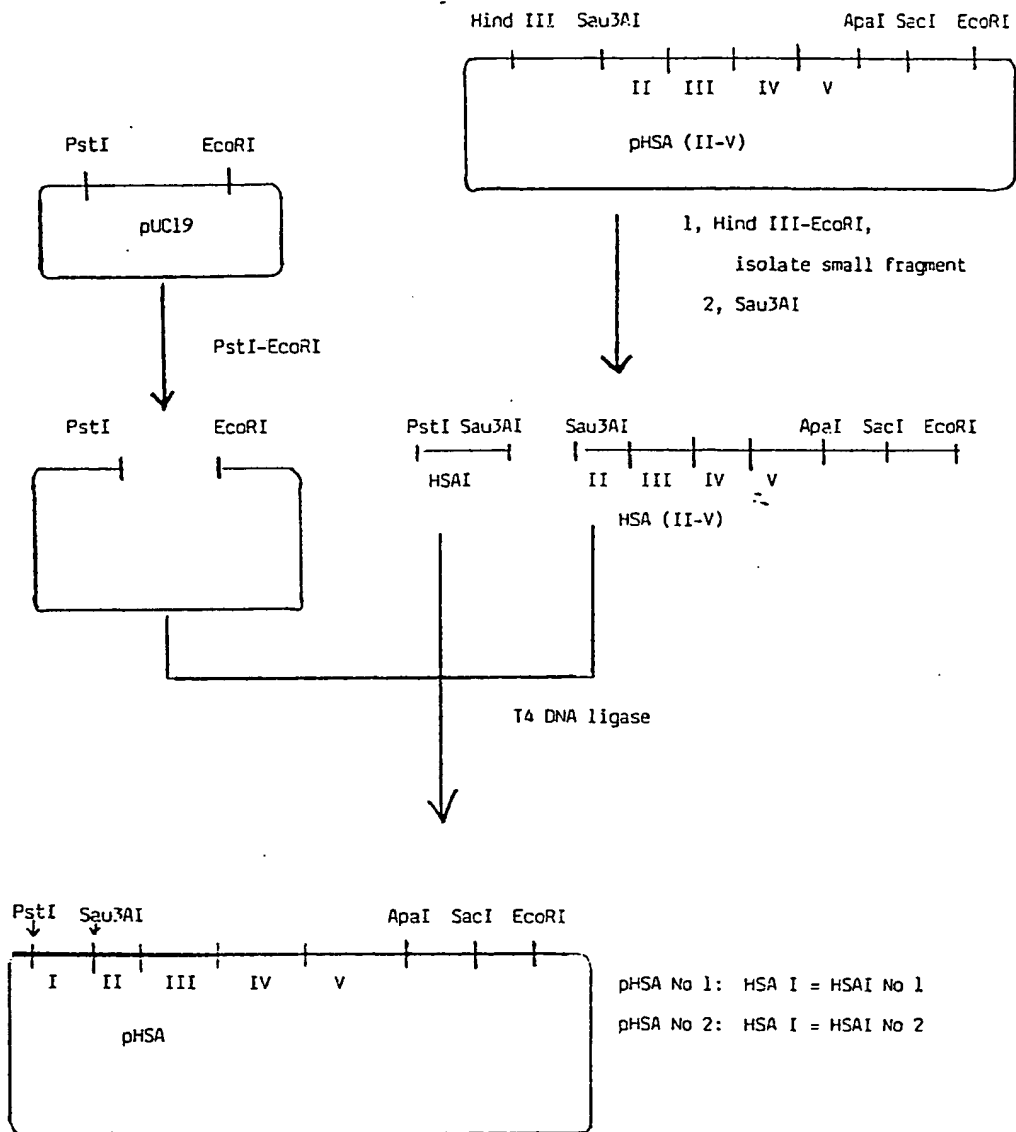 Hind III Sau3AI ApaI SacI EcoRI
II III IV V
pHSA (II-V)
PstI EcoRI
pUC19
1, Hind III-EcoRI,
isolate small fragment
2, Sau3AI
PstI-EcoRI
PstI EcoRI
PstI Sau3AI
HSAI
Sau3AI ApaI SacI EcoRI
II III IV V
HSA (II-V)
T4 DNA ligase
PstI Sau3AI ApaI SacI EcoRI
I II III IV V
pHSA
pHSA No 1: HSA I = HSAI No 1
pHSA No 2: HSA I = HSAI No 2